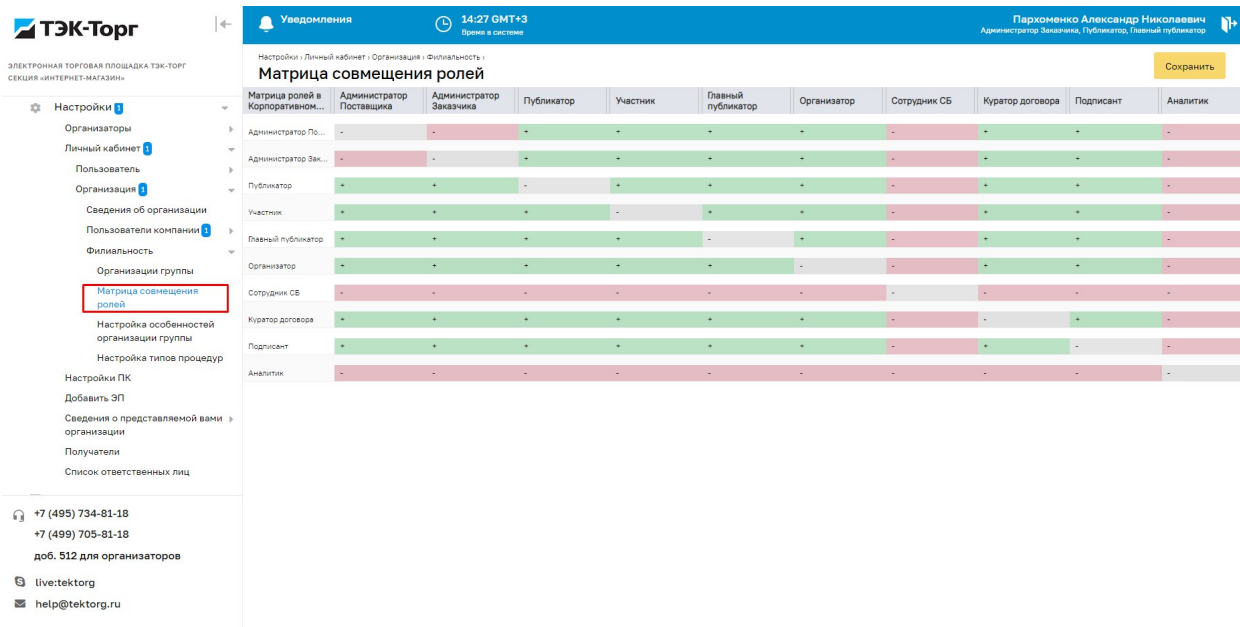 ТЭК-Торг
ЭЛЕКТРОННАЯ ТОРГОВАЯ ПЛОЩАДКА ТЭК-ТОРГ
СЕКЦИЯ «ИНТЕРНЕТ-МАГАЗИН»
Настройки 1
Организаторы
Личный кабинет 1
Пользователь
Организация 1
Сведения об организации
Пользователи компании 1
Филиальность
Организации группы
Матрица совмещения
ролей
Настройка особенностей
организации группы
Настройка типов процедур
Настройки ПК
Добавить ЭП
Сведения о представляемой вами
организации
Получатели
Список ответственных лиц
+7 (495) 734-81-18
+7 (499) 705-81-18
доб. 512 для организаторов
live:tektorg
help@tektorg.ru
Уведомления
14:27 GMT+3
Время в системе
Пархоменко Александр Николаевич
Администратор Заказчика, Публикатор, Главный публикатор
Настройки › Личный кабинет › Организация › Филиальность ›
Матрица совмещения ролей
Сохранить
Матрица ролей в Корпоративном... Администратор Поставщика Администратор Заказчика Публикатор Участник Главный публикатор Организатор Сотрудник СБ Куратор договора Подписант Аналитик
Администратор По... - - + + + + - + + -
Администратор Зак... - - + + + + - + + -
Публикатор + + - + + + - + + -
Участник + + + - + + - + + -
Главный публикатор + + + + - + - + + -
Организатор + + + + + - - + + -
Сотрудник СБ - - - - - - - - - -
Куратор договора + + + + + + - - + -
Подписант + + + + + + - + - -
Аналитик - - - - - - - - - -